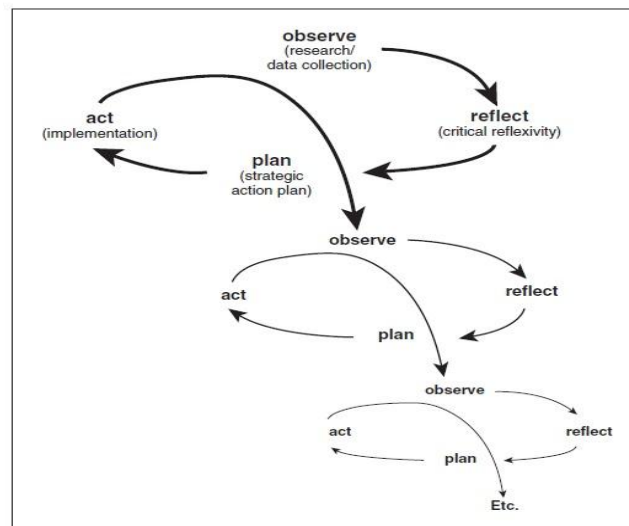 observe
(research/
data collection)
reflect
(critical reflexivity)
plan
(strategic
action plan)
act
(implementation)
observe
reflect
plan
act
observe
reflect
plan
act
Etc.